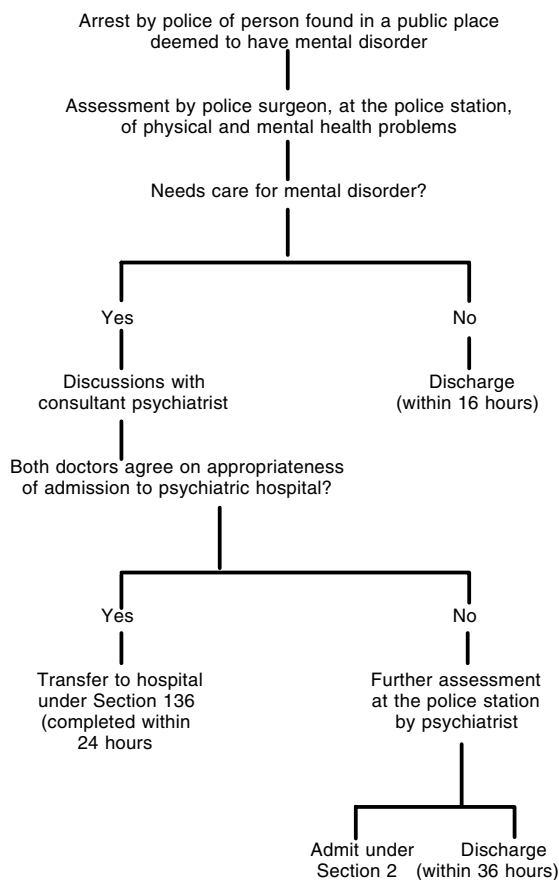 Arrest by police of person found in a public place
deemed to have mental disorder
Assessment by police surgeon, at the police station,
of physical and mental health problems
Needs care for mental disorder?
Yes
No
Discussions with
consultant psychiatrist
Discharge
(within 16 hours)
Both doctors agree on appropriateness
of admission to psychiatric hospital?
Yes
No
Transfer to hospital
under Section 136
(completed within
24 hours
Further assessment
at the police station
by psychiatrist
Admit under
Section 2
Discharge
(within 36 hours)